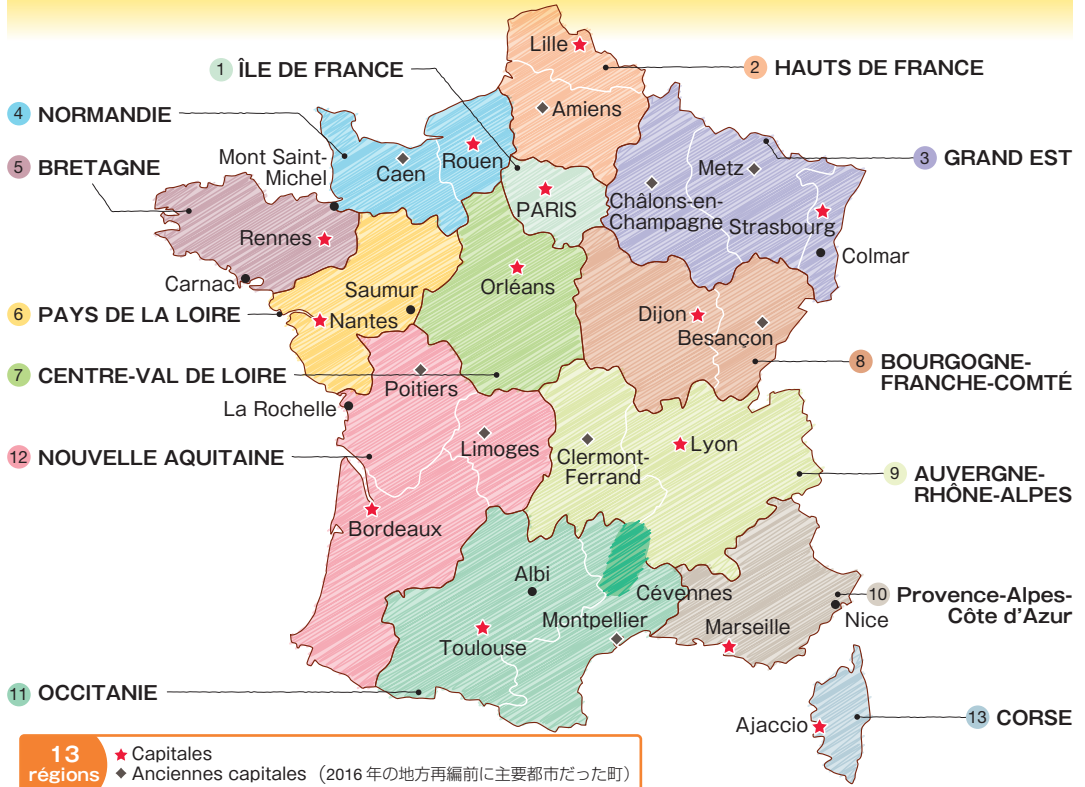 Lille
1 ÎLE DE FRANCE
2 HAUTS DE FRANCE
Amiens
4 NORMANDIE
Caen
Rouen
Mont Saint-
Michel
5 BRETAGNE
Metz
3 GRAND EST
Châlons-en-
Champagne
PARIS
Strasbourg
Colmar
Rennes
Carnac
Orléans
Saumur
6 PAYS DE LA LOIRE
Nantes
Dijon
Besançon
7 CENTRE-VAL DE LOIRE
Poitiers
8 BOURGOGNE-
FRANCHE-COMTÉ
La Rochelle
12 NOUVELLE AQUITAINE
Limoges
Clermont-
Ferrand
Lyon
9 AUVERGNE-
RHÔNE-ALPES
Bordeaux
Albi
Cévennes
10 Provence-Alpes-
Côte d'Azur
Nice
Montpellier
Marseille
Toulouse
11 OCCITANIE
Ajaccio
13 CORSE
13
régions
★ Capitales
◆ Anciennes capitales (2016年の地方再編前に主要都市だった町)